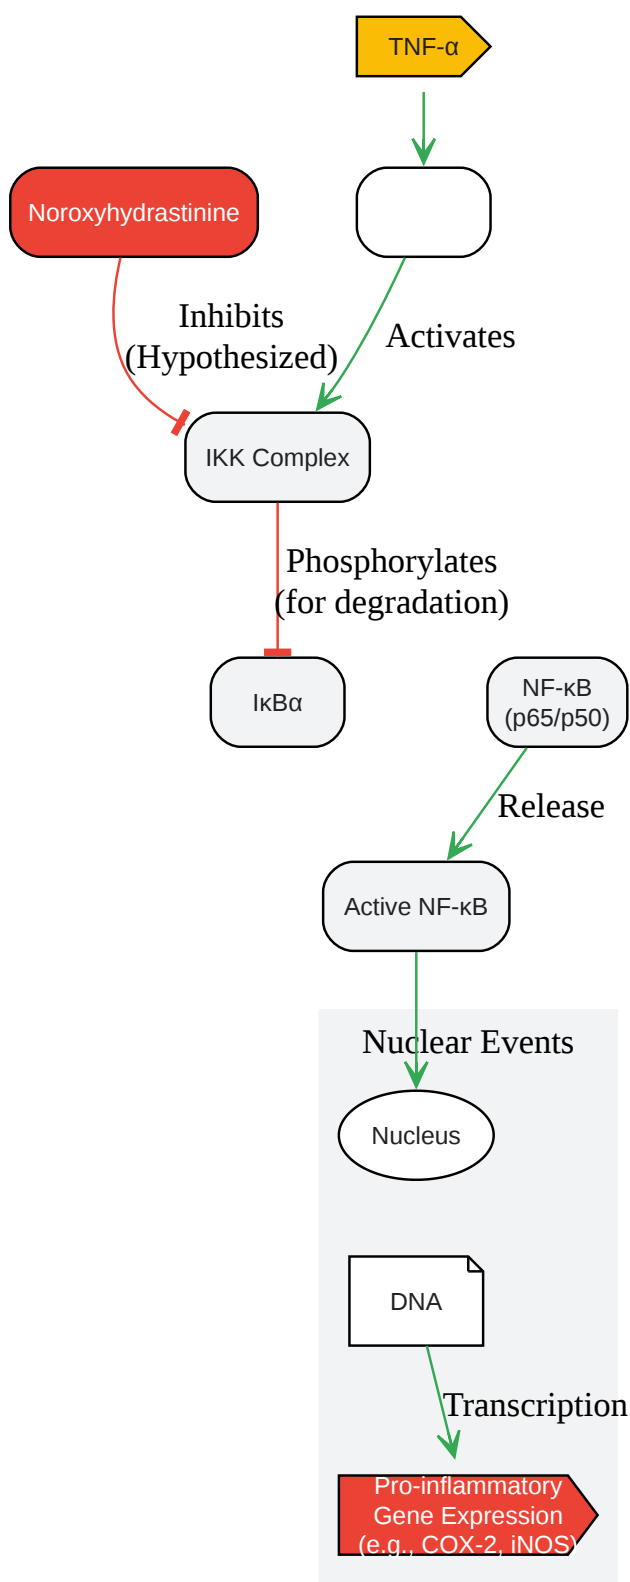 TNF-α
Noroxyhydrastinine
Inhibits
(Hypothesized)
Activates
IKK Complex
Phosphorylates
(for degradation)
IκBα
NF-κB
(p65/p50)
Release
Active NF-κB
Nuclear Events
Nucleus
DNA
Transcription
Pro-inflammatory
Gene Expression
(e.g., COX-2, iNOS)